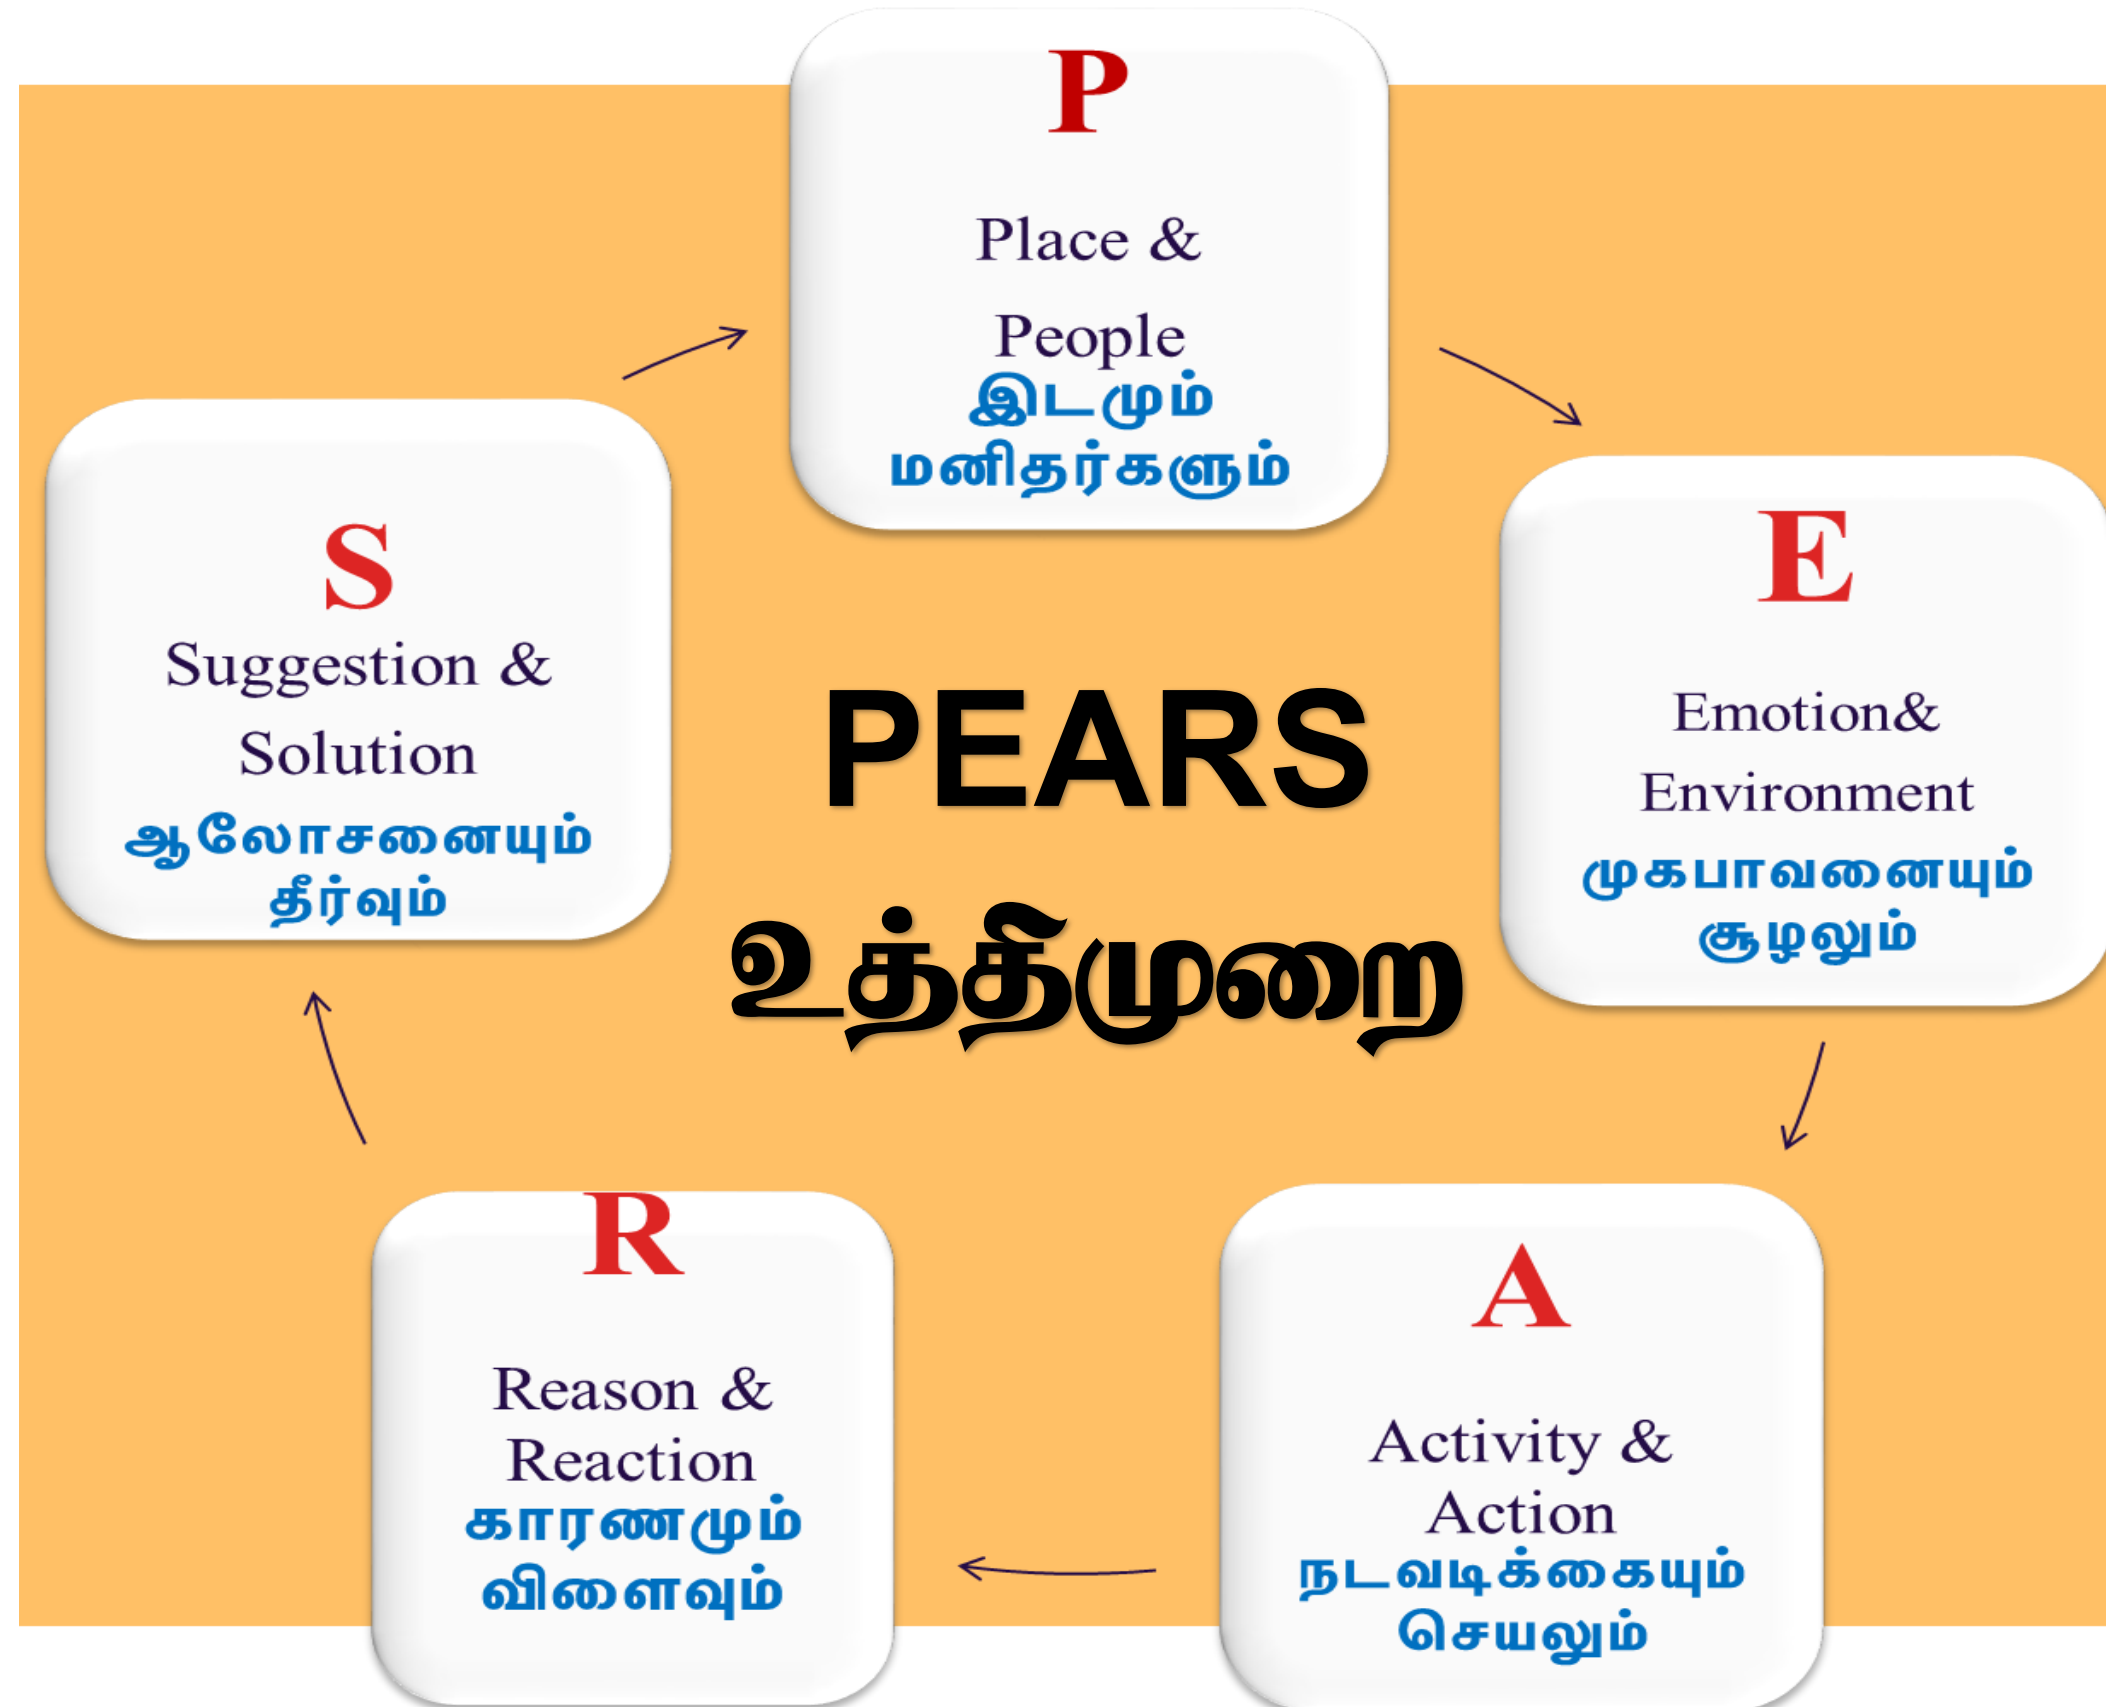 P
Place &
People
இடமும்
மனிதர்களும்
E
Emotion&
Environment
முகபாவனையும்
சூழலும்
A
Activity &
Action
நடவடிக்கையும்
செயலும்
R
Reason &
Reaction
காரணமும்
விளைவும்
S
Suggestion &
Solution
ஆலோசனையும்
தீர்வும்
PEARS
உத்திமுறை